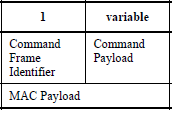 1 variable
Command Command
Frame Payload
Identifier
MAC Payload